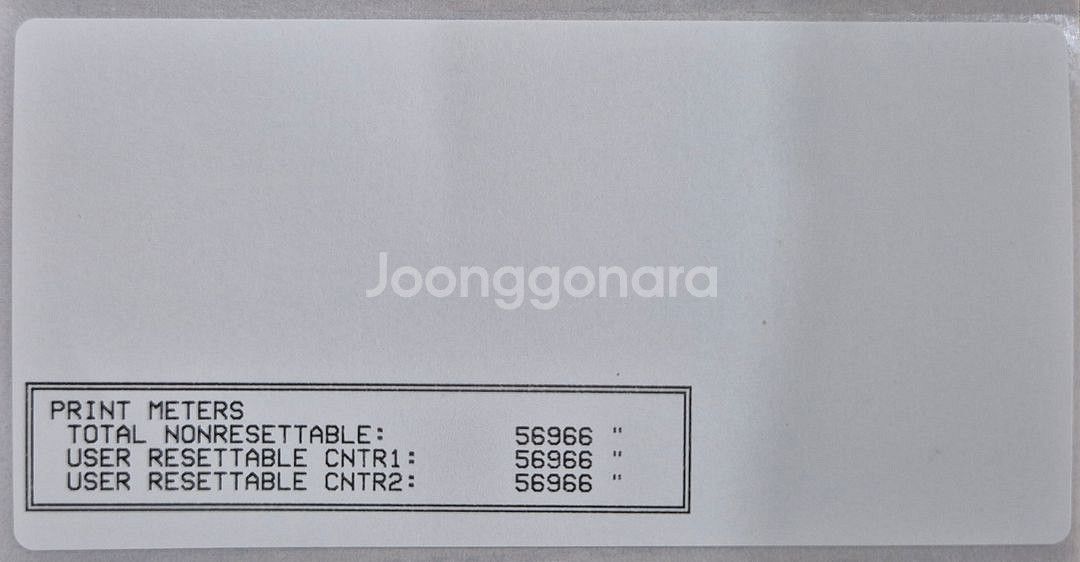 Joonggonara
PRINT METERS
TOTAL NONRESETTABLE: 56966 "
USER RESETTABLE CNTR1: 56966 "
USER RESETTABLE CNTR2: 56966 "